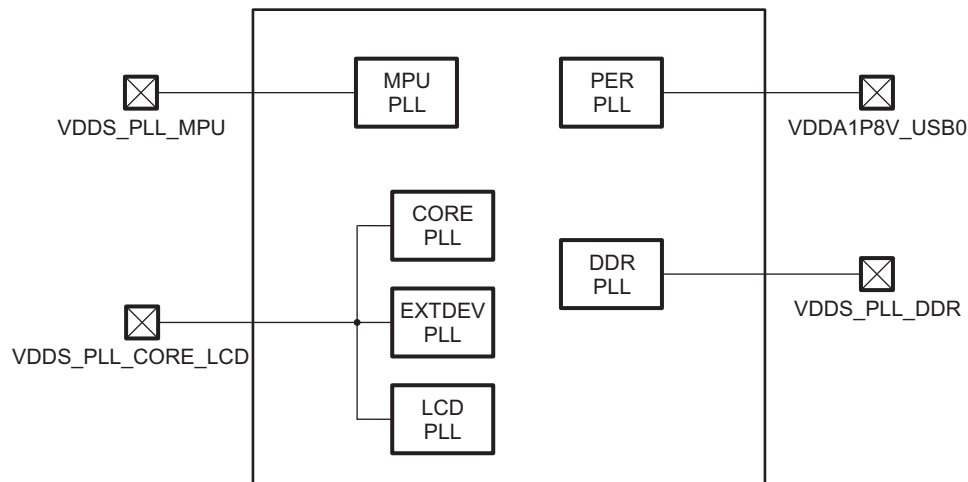 MPU
PLL
PER
PLL
VDDS_PLL_MPU
VDDA1P8V_USB0
CORE
PLL
DDR
PLL
EXTDEV
PLL
VDDS_PLL_DDR
VDDS_PLL_CORE_LCD
LCD
PLL